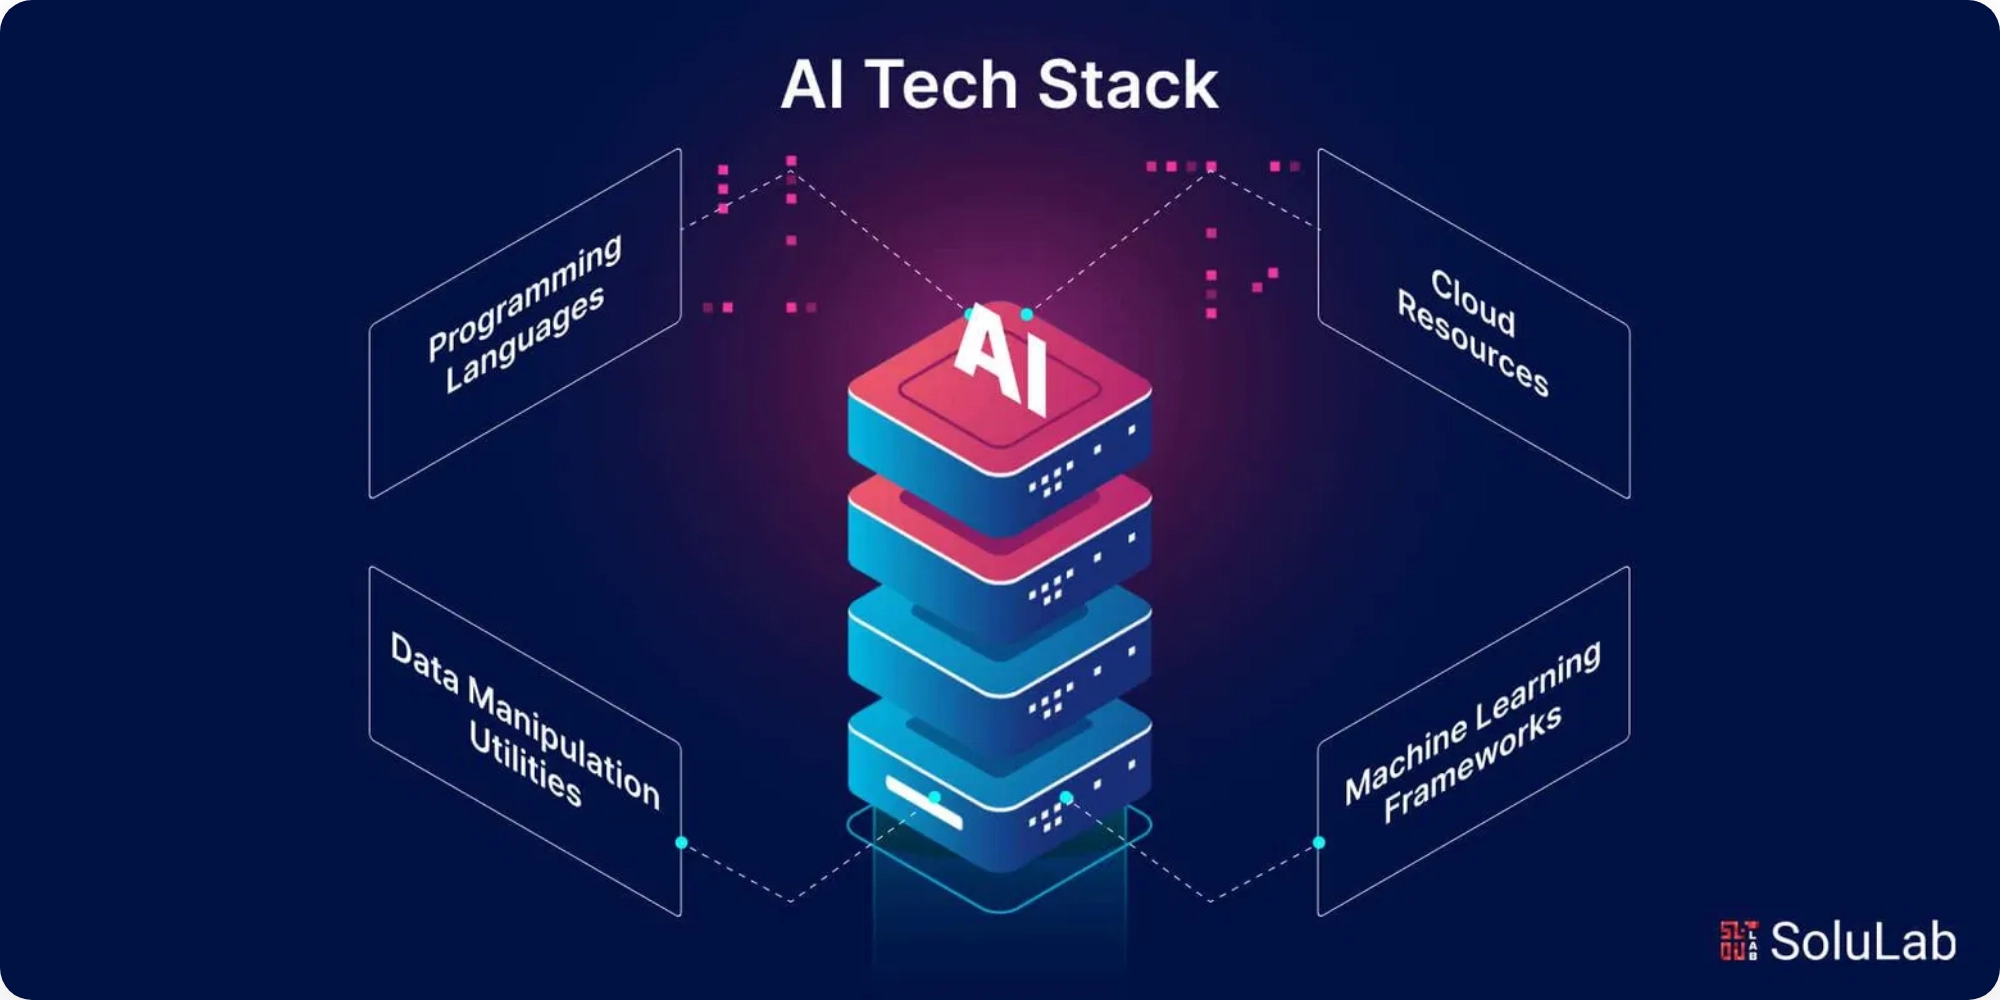 AI Tech Stack
Programming
Languages
Cloud
Resources
AI
Data Manipulation
Utilities
Machine Learning
Frameworks
SoluLab